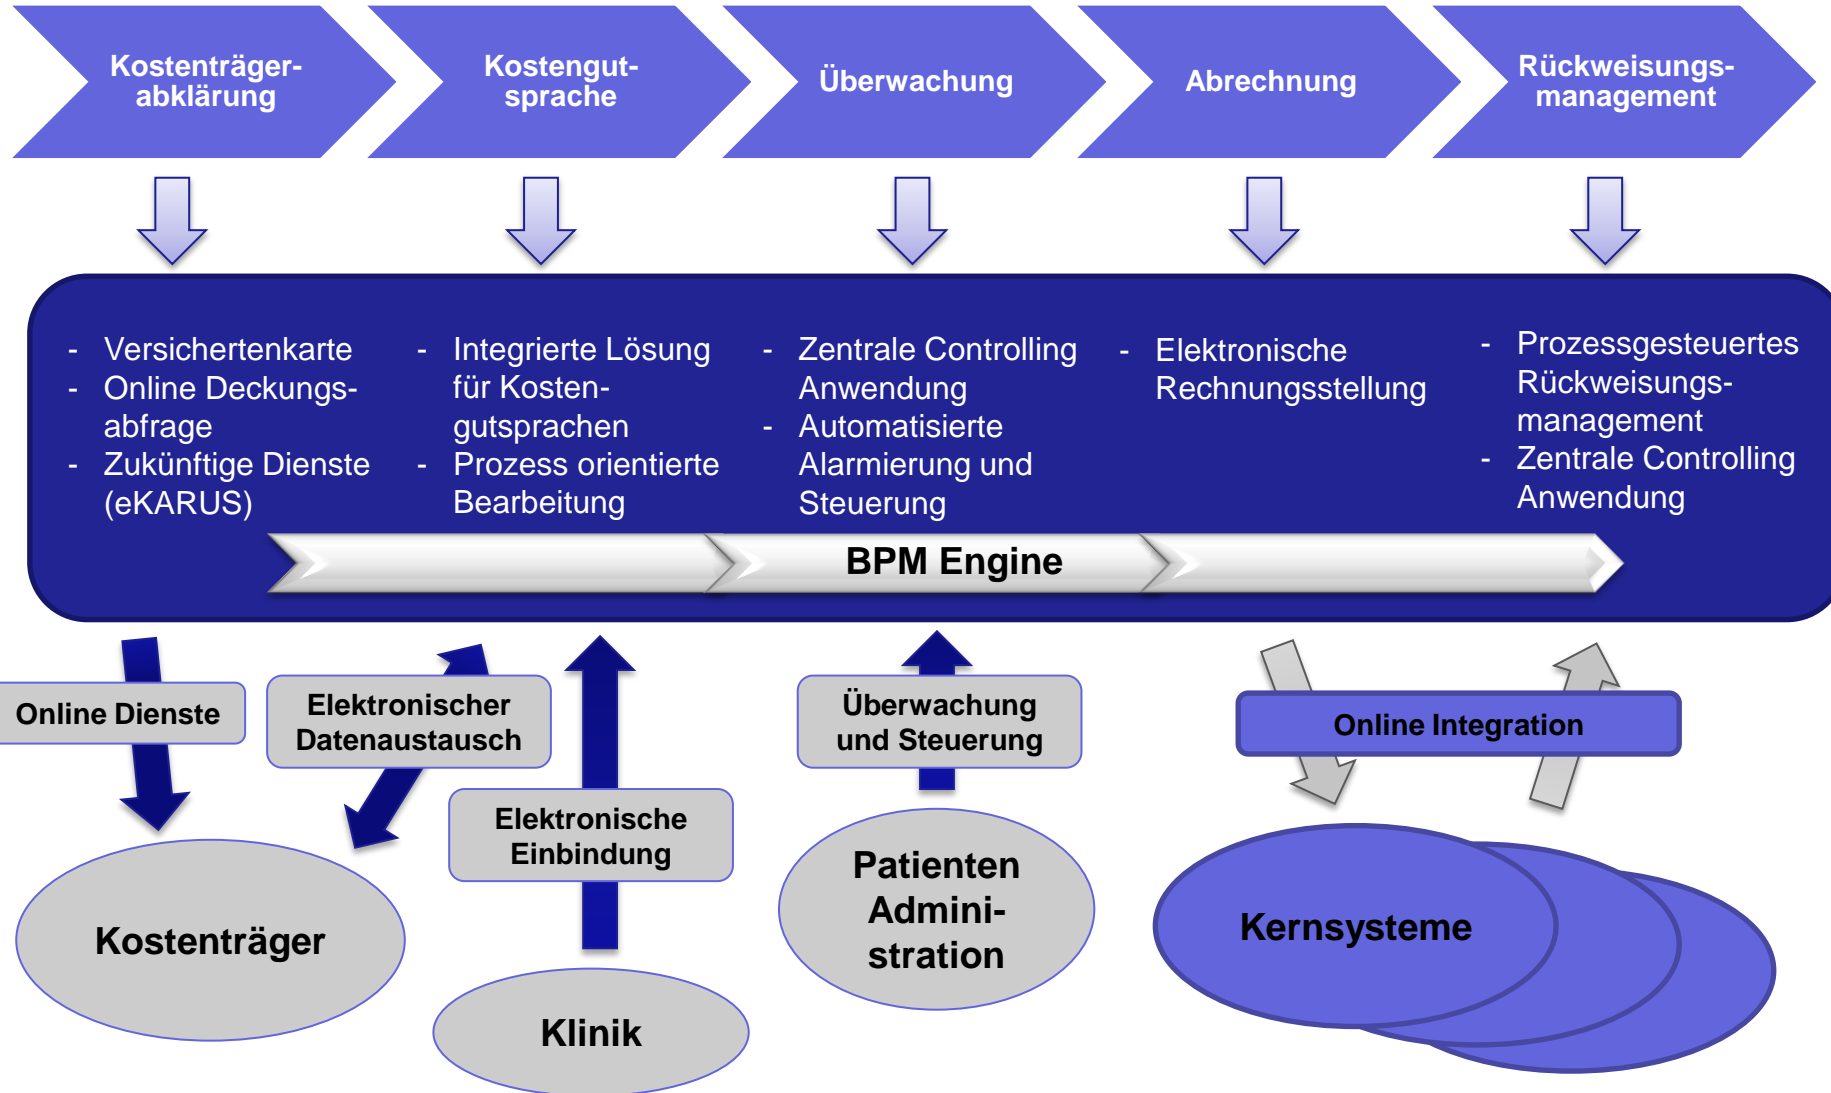 Kostenträger-
abklärung
Kostengut-
sprache
Überwachung
Abrechnung
Rückweisungs-
management
- Versichertenkarte
- Online Deckungs-
abfrage
- Zukünftige Dienste
(eKARUS)
- Integrierte Lösung
für Kosten-
gutsprachen
- Prozess orientierte
Bearbeitung
- Zentrale Controlling
Anwendung
- Automatisierte
Alarmierung und
Steuerung
- Elektronische
Rechnungsstellung
- Prozessgesteuertes
Rückweisungs-
management
- Zentrale Controlling
Anwendung
BPM Engine
Online Dienste
Elektronischer
Datenaustausch
Elektronische
Einbindung
Überwachung
und Steuerung
Online Integration
Kostenträger
Klinik
Patienten
Admini-
stration
Kernsysteme